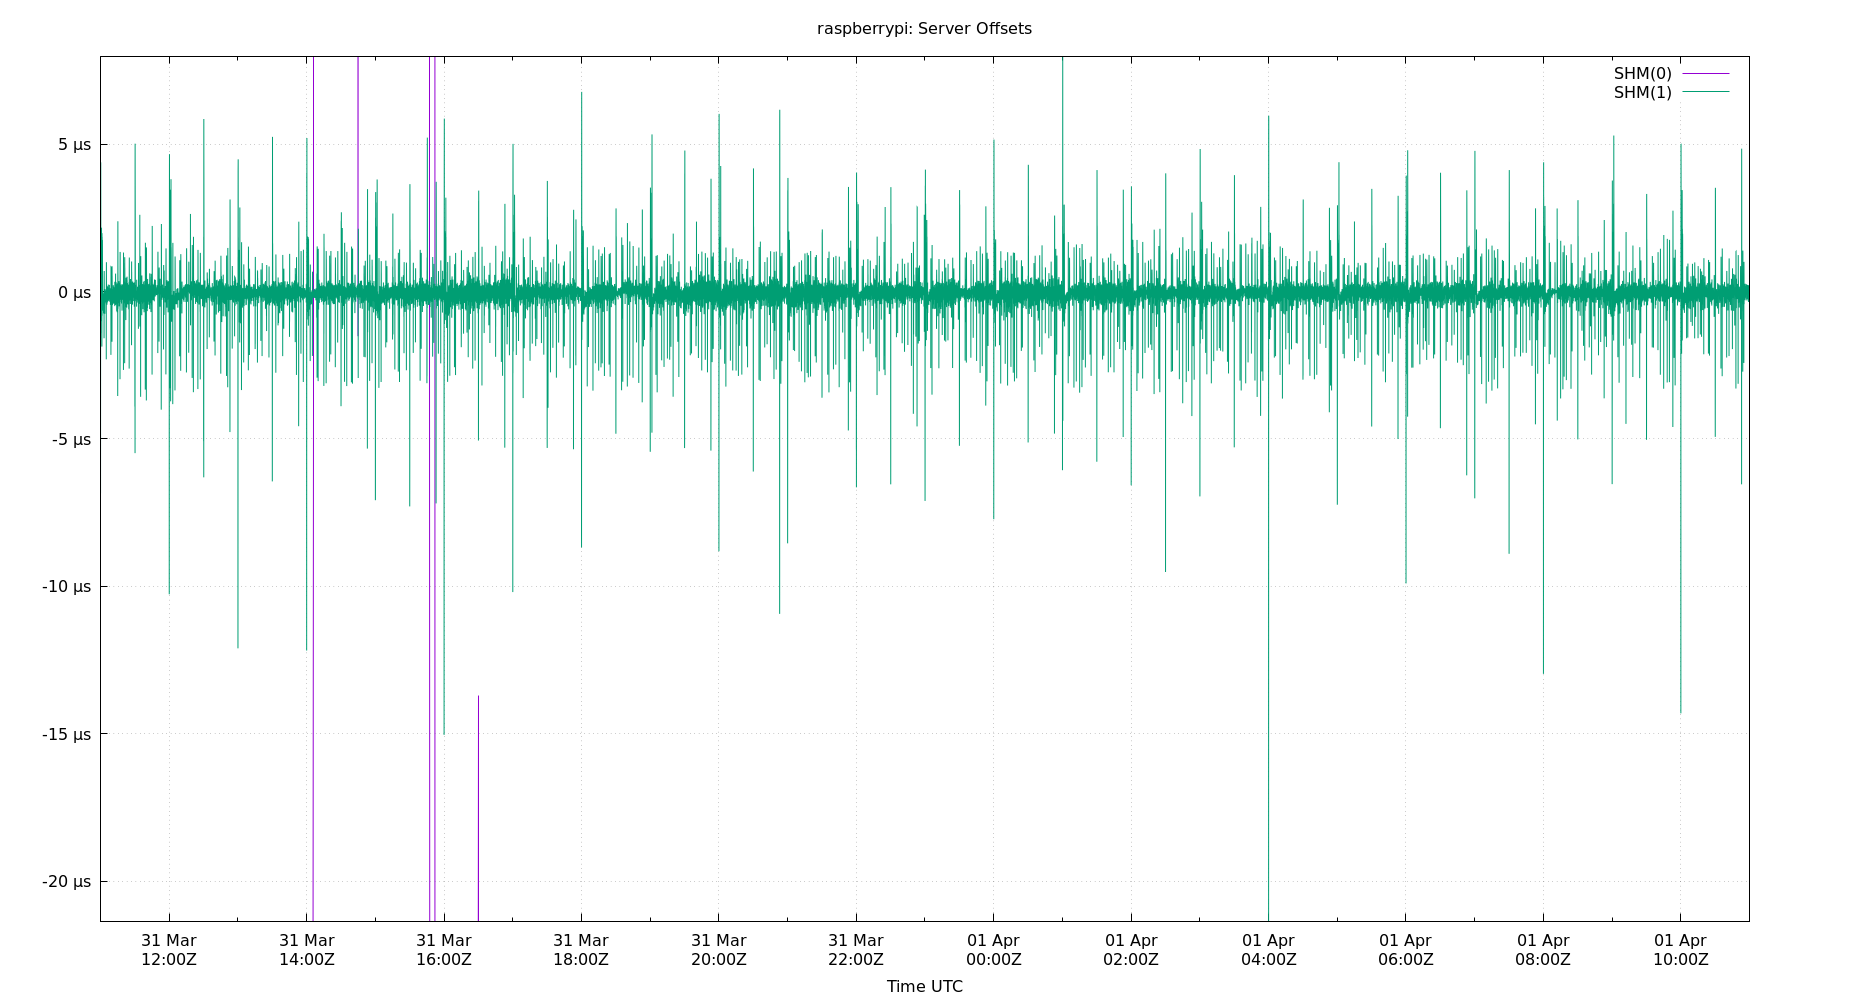 raspberrypi: Server Offsets
SHM(0)
SHM(1)
5 µs
0 µs
-5 µs
-10 µs
-15 µs
-20 µs
31 Mar 31 Mar 31 Mar 31 Mar 31 Mar 31 Mar 01 Apr 01 Apr 01 Apr 01 Apr 01 Apr 01 Apr
12:00Z 14:00Z 16:00Z 18:00Z 20:00Z 22:00Z 00:00Z 02:00Z 04:00Z 06:00Z 08:00Z 10:00Z
Time UTC